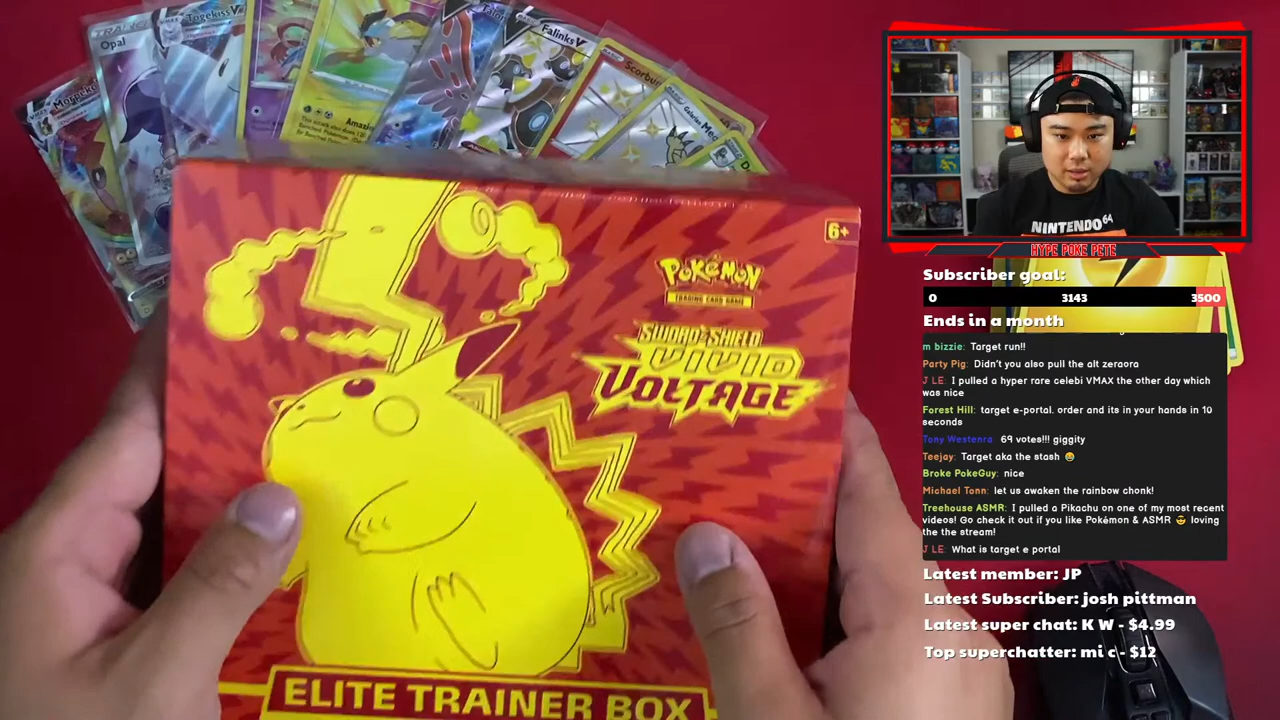 Opal
Togekiss V
Falinks V
6+
POKéMON
TRADING CARD GAME
SWORD & SHIELD
VIVID
VOLTAGE
ELITE TRAINER BOX
NINTENDO 64
HYPE POKE PETE
Subscriber goal:
0 3143 3500
Ends in a month
m bizzie: Target run!!
Party Pig: Didn't you also pull the alt zeraora
J LE: I pulled a hyper rare celebi VMAX the other day which
was nice
Forest Hill: target e-portal. order and its in your hands in 10
seconds
Tony Westenra: 69 votes!!! giggity
Teejay: Target aka the stash 😂
Broke PokeGuy: nice
Michael Tonn: let us awaken the rainbow chonk!
Treehouse ASMR: I pulled a Pikachu on one of my most recent
videos! Go check it out if you like Pokémon & ASMR 😎 loving
the the stream!
J LE: What is target e portal
Latest member: JP
Latest Subscriber: josh pittman
Latest super chat: K W - $4.99
Top superchatter: mi c - $12